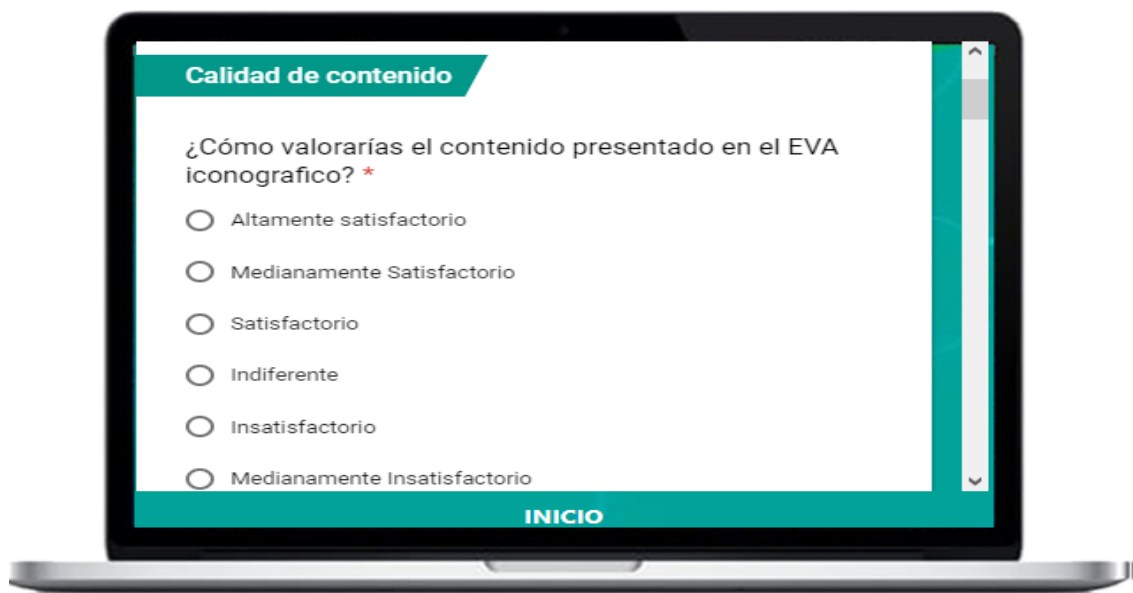 Calidad de contenido
¿Cómo valorarías el contenido presentado en el EVA
iconografico? *
Altamente satisfactorio
Medianamente Satisfactorio
Satisfactorio
Indiferente
Insatisfactorio
Medianamente Insatisfactorio
INICIO